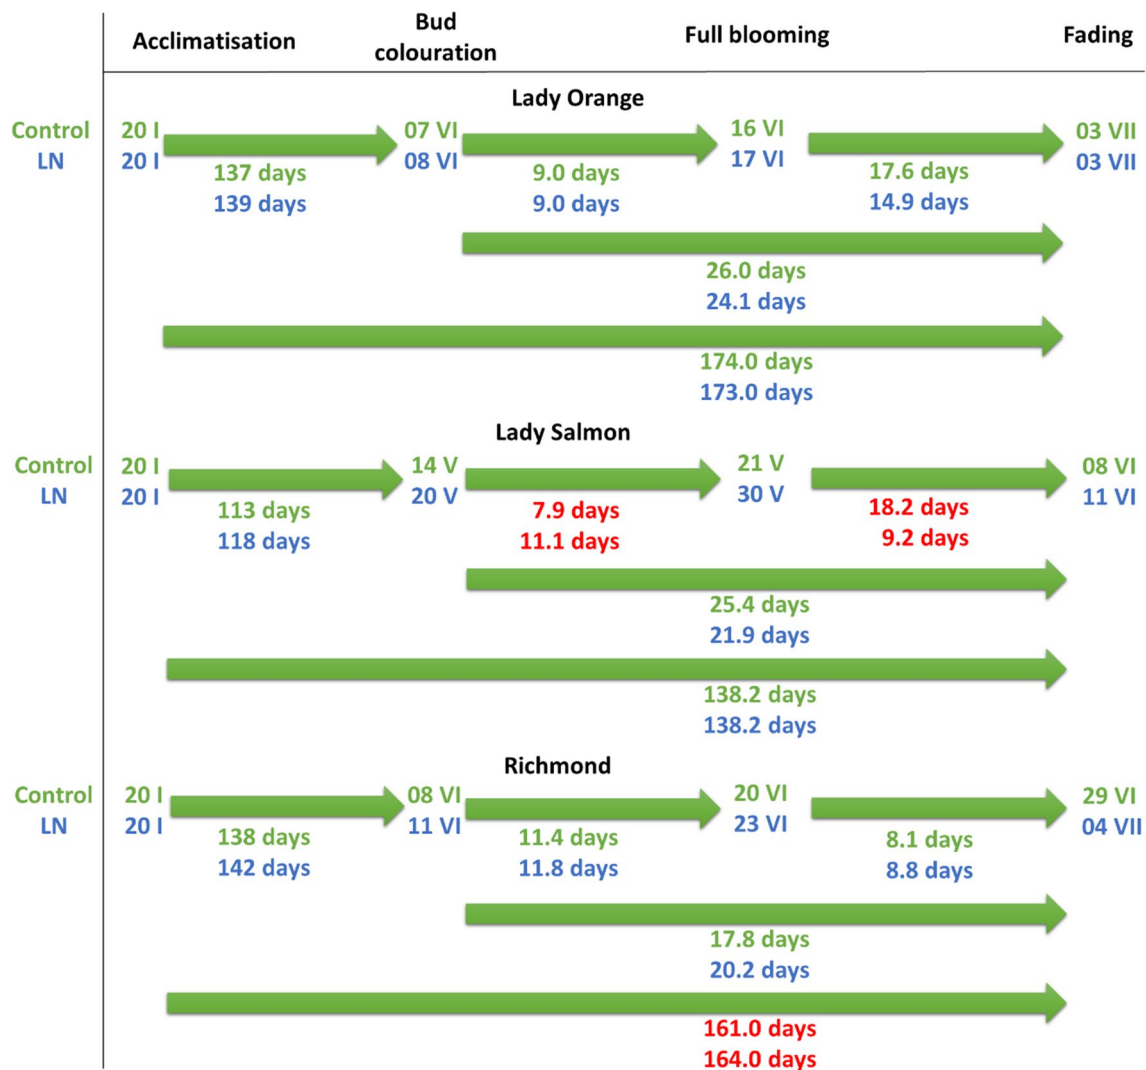 Acclimatisation Bud colouration Full blooming Fading
Lady Orange
Control 20 I 07 VI 16 VI 03 VII
LN 20 I 08 VI 17 VI 03 VII
137 days 9.0 days 17.6 days
139 days 9.0 days 14.9 days
26.0 days
24.1 days
174.0 days
173.0 days
Lady Salmon
Control 20 I 14 V 21 V 08 VI
LN 20 I 20 V 30 V 11 VI
113 days 7.9 days 18.2 days
118 days 11.1 days 9.2 days
25.4 days
21.9 days
138.2 days
138.2 days
Richmond
Control 20 I 08 VI 20 VI 29 VI
LN 20 I 11 VI 23 VI 04 VII
138 days 11.4 days 8.1 days
142 days 11.8 days 8.8 days
17.8 days
20.2 days
161.0 days
164.0 days